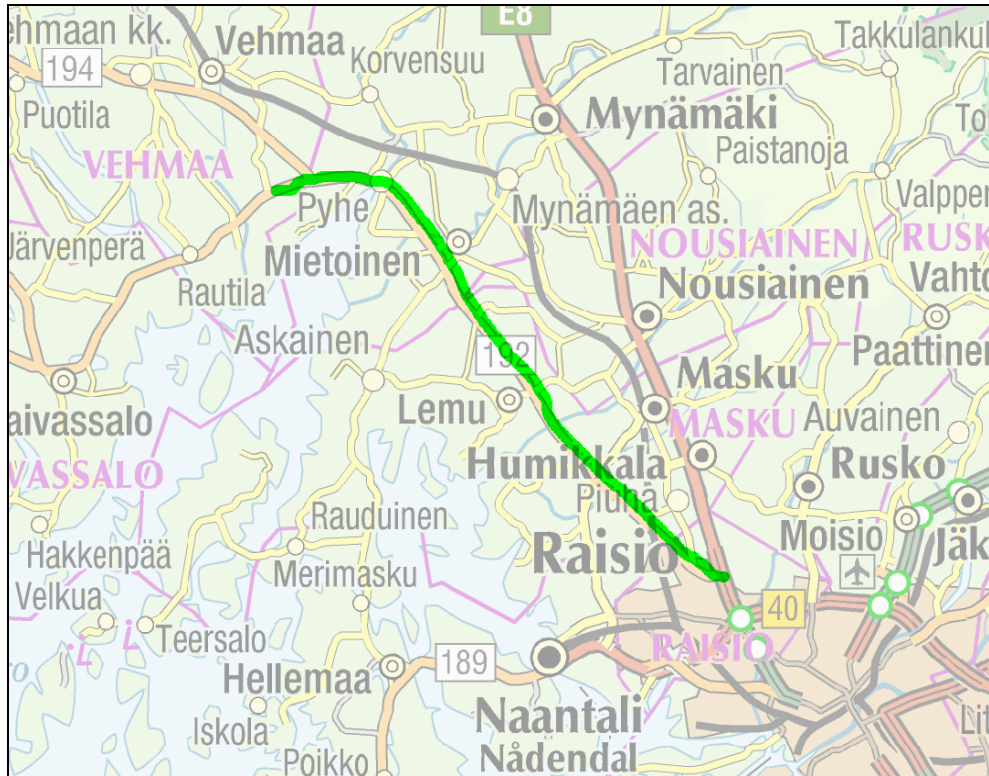 E8
ehmaan kk.
Vehmaa
Korvensuu
Takkulankul
194
Tarvainen
Puotila
Mynämäki
VEHMAA
Paistanoja
Valpper
Pyhe
Mynämäen as.
Järvenperä
Mietoinen
NOUSIAINEN
RUSK
Rautila
Nousiainen
Vahto
Askainen
192
Paattiner
Masku
aivassalo
Lemu
MASKU
Auvainen
VASSALO
Humikkala
Rusko
Piuha
Rauduinen
Moisio
Hakkenpää
Raisio
Jäk
Merimasku
Velkua
40
Teersalo
RAISIO
189
Hellemaa
Iskola
Naantali
Lit
Poikko
Nådendal